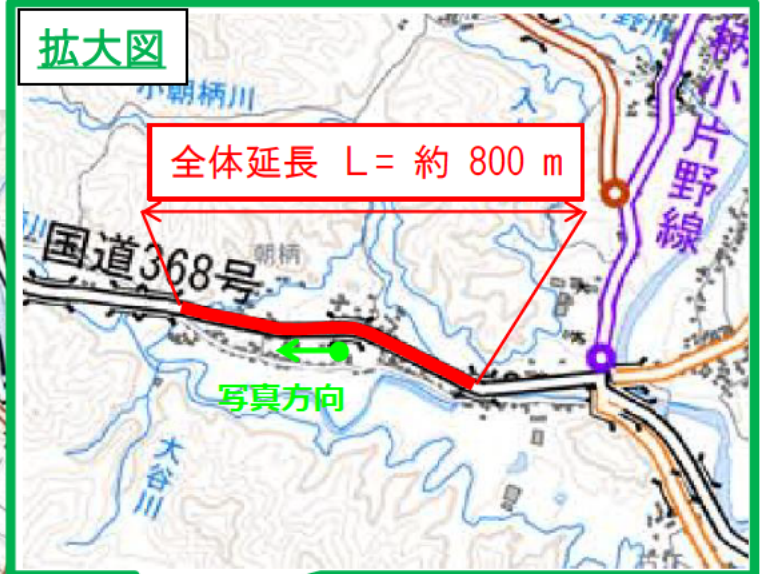 拡大図
小朝柄川
全体延長 L= 約 800 m
柄小片野線
国道368号
朝柄
写真方向
大谷川